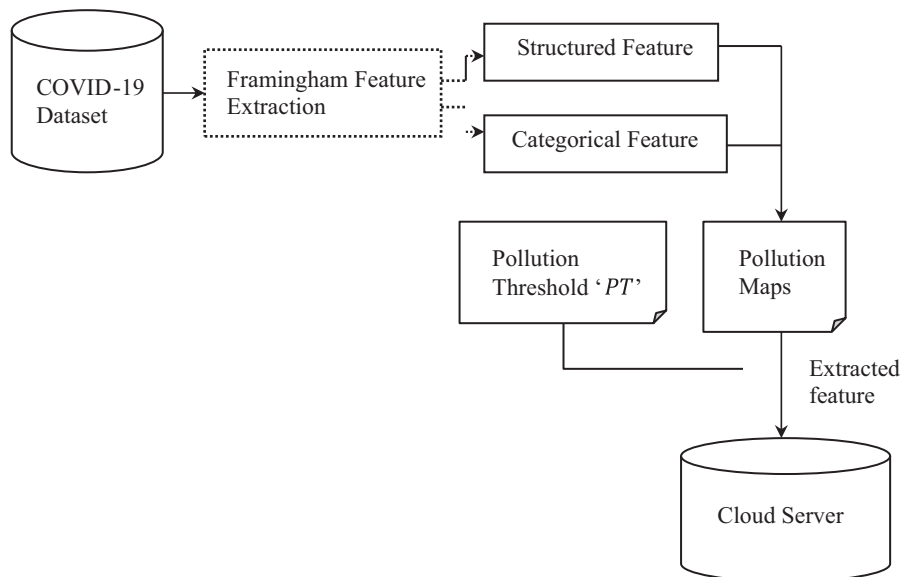 Structured Feature
COVID-19
Dataset
Framingham Feature
Extraction
Categorical Feature
Pollution
Threshold ‘PT’
Pollution
Maps
Extracted
feature
Cloud Server